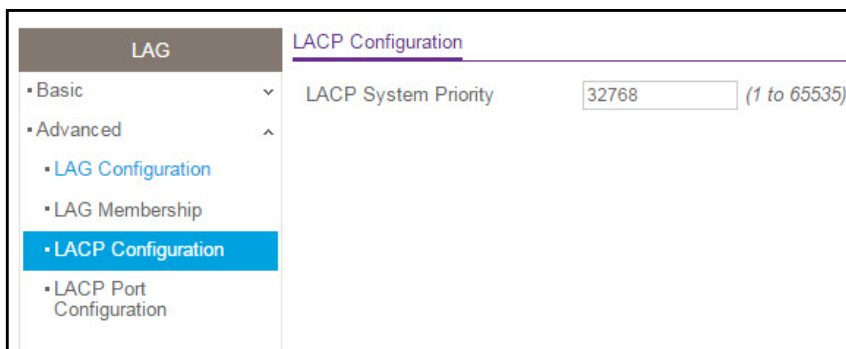 LAG
▪ Basic
▪ Advanced
▪ LAG Configuration
▪ LAG Membership
▪ LACP Configuration
▪ LACP Port
Configuration
LACP Configuration
LACP System Priority 32768 (1 to 65535)